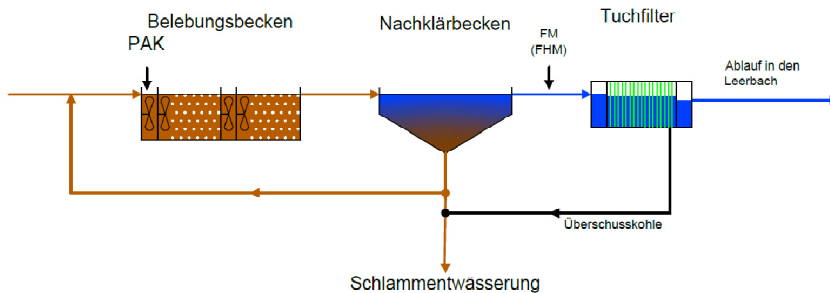 Belebungsbecken
PAK
Nachklärbecken
FM
(FHM)
Tuchfilter
Ablauf in den
Leerbach
Überschusskohle
Schlammentwässerung